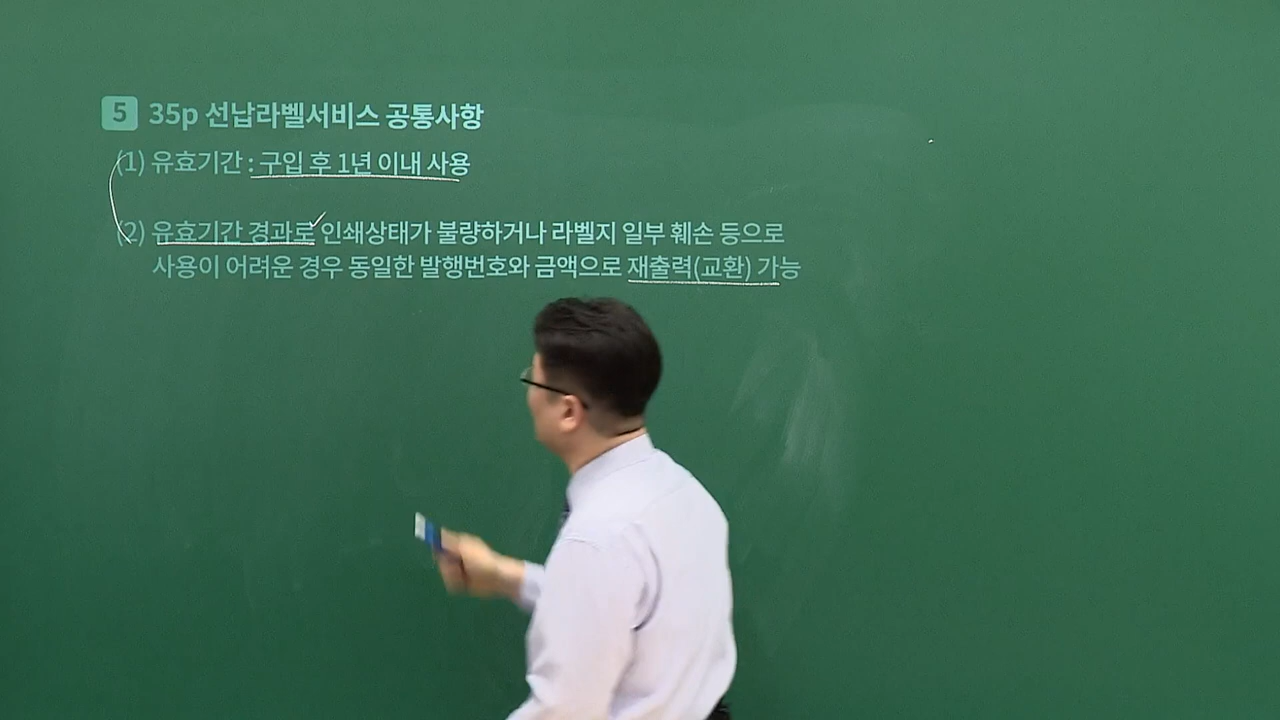 5 35p 선납라벨서비스 공통사항
(1) 유효기간 : 구입 후 1년 이내 사용
(2) 유효기간 경과로 인쇄상태가 불량하거나 라벨지 일부 훼손 등으로
사용이 어려운 경우 동일한 발행번호와 금액으로 재출력(교환) 가능